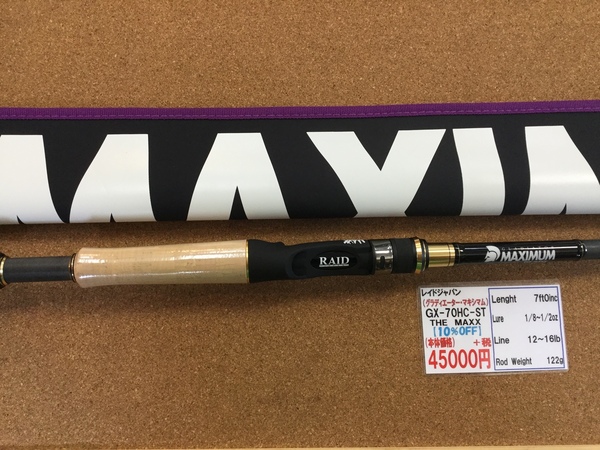 MAXIM
RAID
MAXIMUM
レイドジャパン
(グラディエーター・マキシマム)
GX-70HC-ST
THE MAXX
[10%OFF]
(本体価格) +税
45000円
Lenght 7ft0inc
Lure 1/8~1/2oz
Line 12~16lb
Rod Weight 122g